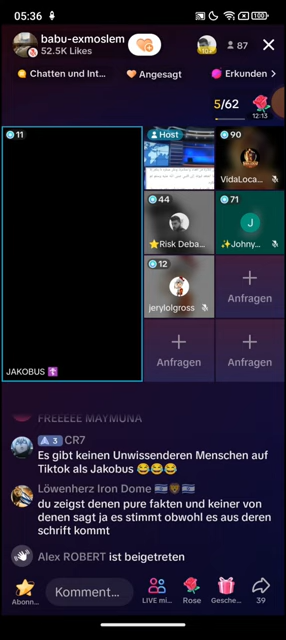 05:36
100
babu-exmoslem
52.5K Likes
87
Chatten und Int...
Angesagt
Erkunden >
5/62
12:13
11
Host
90
VidaLoca...
44
71
⭐Risk Deba...
J
✨Johny...
12
Anfragen
jerylolgross
Anfragen
Anfragen
JAKOBUS ✝️
FREEEEE MAYMUNA
3 CR7
Es gibt keinen Unwissenderen Menschen auf
Tiktok als Jakobus 😂😂😂
Löwenherz Iron Dome 🇮🇱🦁🇮🇱
du zeigst denen pure fakten und keiner von
denen sagt ja es stimmt obwohl es aus deren
schrift kommt
Alex ROBERT ist beigetreten
Abonn...
Komment...
LIVE mi...
Rose
Gesche...
39